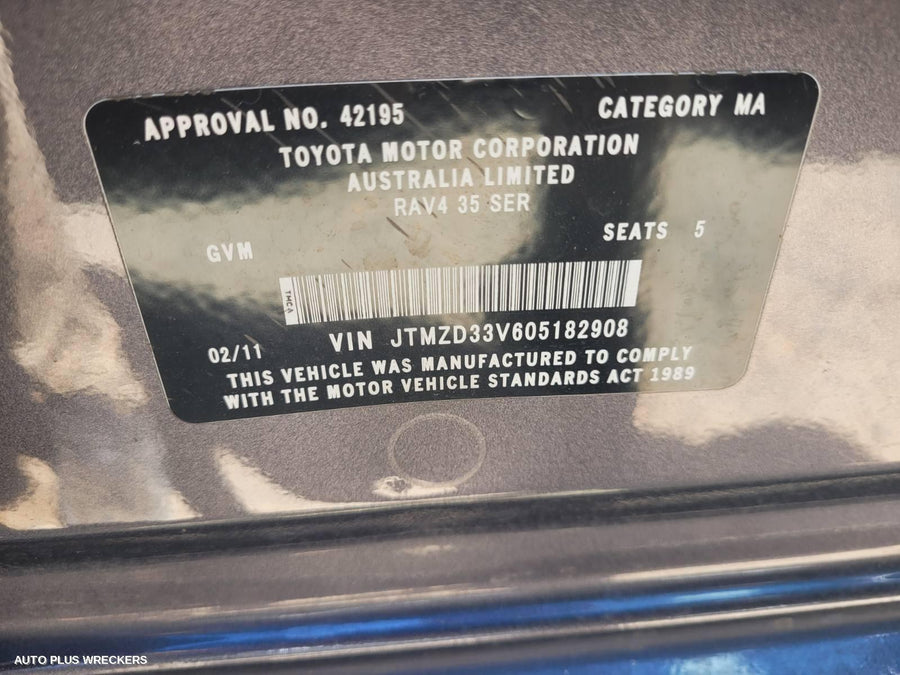 APPROVAL NO. 42195 CATEGORY MA
TOYOTA MOTOR CORPORATION
AUSTRALIA LIMITED
RAV4 35 SER
GVM SEATS 5
TMCA
02/11 VIN JTMZD33V605182908
THIS VEHICLE WAS MANUFACTURED TO COMPLY
WITH THE MOTOR VEHICLE STANDARDS ACT 1989
AUTO PLUS WRECKERS